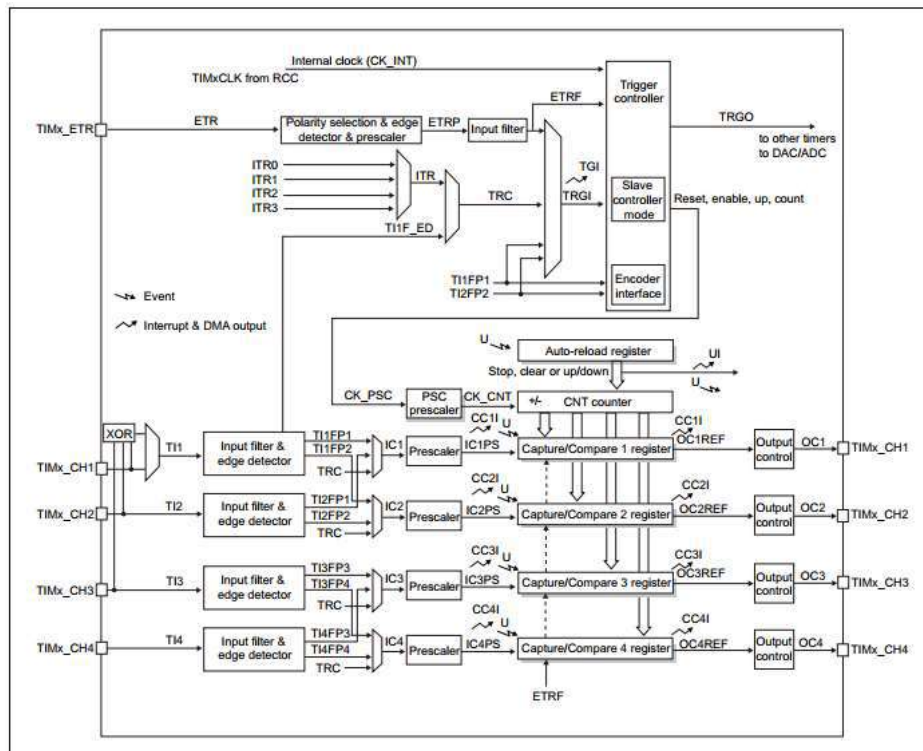 Internal clock (CK_INT)
TIMxCLK from RCC
Trigger
controller
ETRF
TIMx_ETR
ETR
Polarity selection & edge
detector & prescaler
ETRP
Input filter
TRGO
to other timers
to DAC/ADC
TGI
ITR0
ITR1
ITR2
ITR3
ITR
TRC
TRGI
Slave
controller
mode
Reset, enable, up, count
TI1F_ED
TI1FP1
TI2FP2
Encoder
interface
Event
Interrupt & DMA output
U
Auto-reload register
UI
Stop, clear or up/down
U
CK_PSC
PSC
prescaler
CK_CNT
+/-
CNT counter
XOR
TI1
Input filter &
edge detector
TI1FP1
TI1FP2
TRC
IC1
Prescaler
IC1PS
CC1I
U
Capture/Compare 1 register
CC1I
OC1REF
Output
control
OC1
TIMx_CH1
TIMx_CH1
TIMx_CH2
TI2
Input filter &
edge detector
TI2FP1
TI2FP2
TRC
IC2
Prescaler
IC2PS
CC2I
U
Capture/Compare 2 register
CC2I
OC2REF
Output
control
OC2
TIMx_CH2
TIMx_CH3
TI3
Input filter &
edge detector
TI3FP3
TI3FP4
TRC
IC3
Prescaler
IC3PS
CC3I
U
Capture/Compare 3 register
CC3I
OC3REF
Output
control
OC3
TIMx_CH3
TIMx_CH4
TI4
Input filter &
edge detector
TI4FP3
TI4FP4
TRC
IC4
Prescaler
IC4PS
CC4I
U
Capture/Compare 4 register
CC4I
OC4REF
Output
control
OC4
TIMx_CH4
ETRF